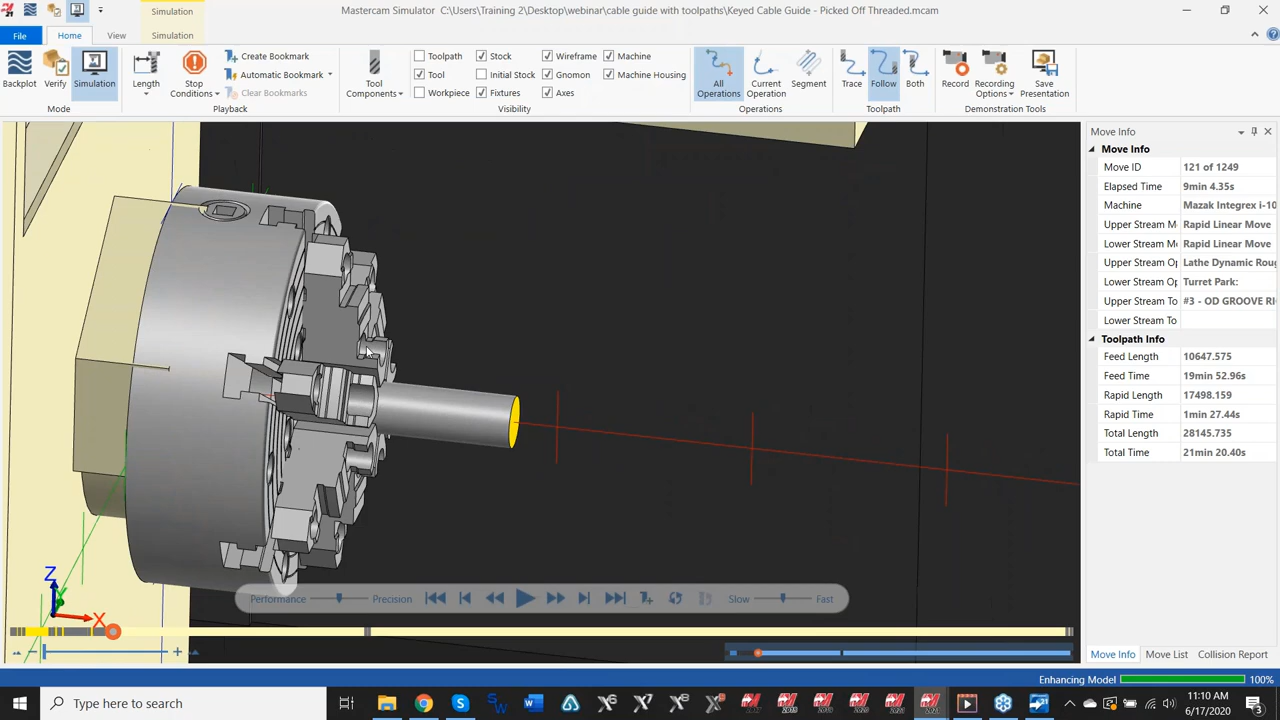 Simulation
Mastercam Simulator C:\Users\Training 2\Desktop\webinar\cable guide with toolpaths\Keyed Cable Guide - Picked Off Threaded.mcam
File Home View Simulation
Backplot
Verify
Simulation
Mode
Length
Stop Conditions
Create Bookmark
Automatic Bookmark
Clear Bookmarks
Playback
Tool Components
Toolpath Stock Wireframe Machine
Tool Initial Stock Gnomon Machine Housing
Workpiece Fixtures Axes
Visibility
All Operations
Current Operation
Segment
Operations
Trace
Follow
Both
Toolpath
Record
Recording Options
Save Presentation
Demonstration Tools
Move Info
Move Info
Move ID 121 of 1249
Elapsed Time 9min 4.35s
Machine Mazak Integrex i-10
Upper Stream M Rapid Linear Move
Lower Stream M Rapid Linear Move
Upper Stream Op Lathe Dynamic Roug
Lower Stream Op Turret Park:
Upper Stream To #3 - OD GROOVE RI
Lower Stream To
Toolpath Info
Feed Length 10647.575
Feed Time 19min 52.96s
Rapid Length 17498.159
Rapid Time 1min 27.44s
Total Length 28145.735
Total Time 21min 20.40s
Z
Y
X
Performance Precision
Slow Fast
Move Info Move List Collision Report
Enhancing Model 100%
Type here to search
11:10 AM
6/17/2020
3